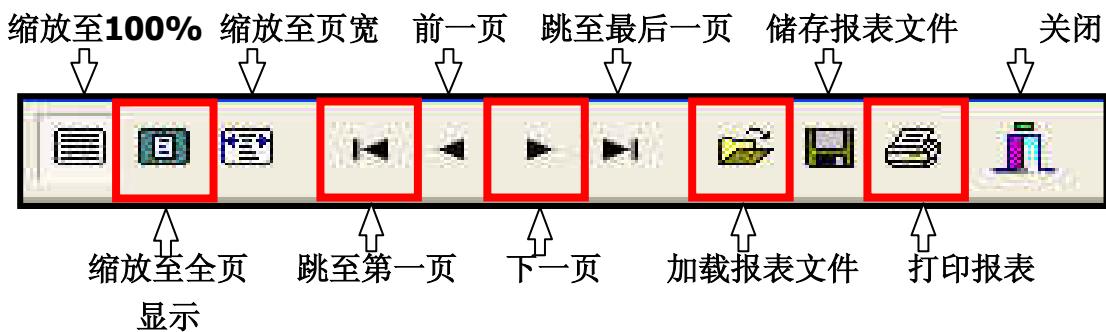 缩放至100% 缩放至页宽 前一页 跳至最后一页 储存报表文件 关闭
缩放至全页 跳至第一页 下一页 加载报表文件 打印报表
显示